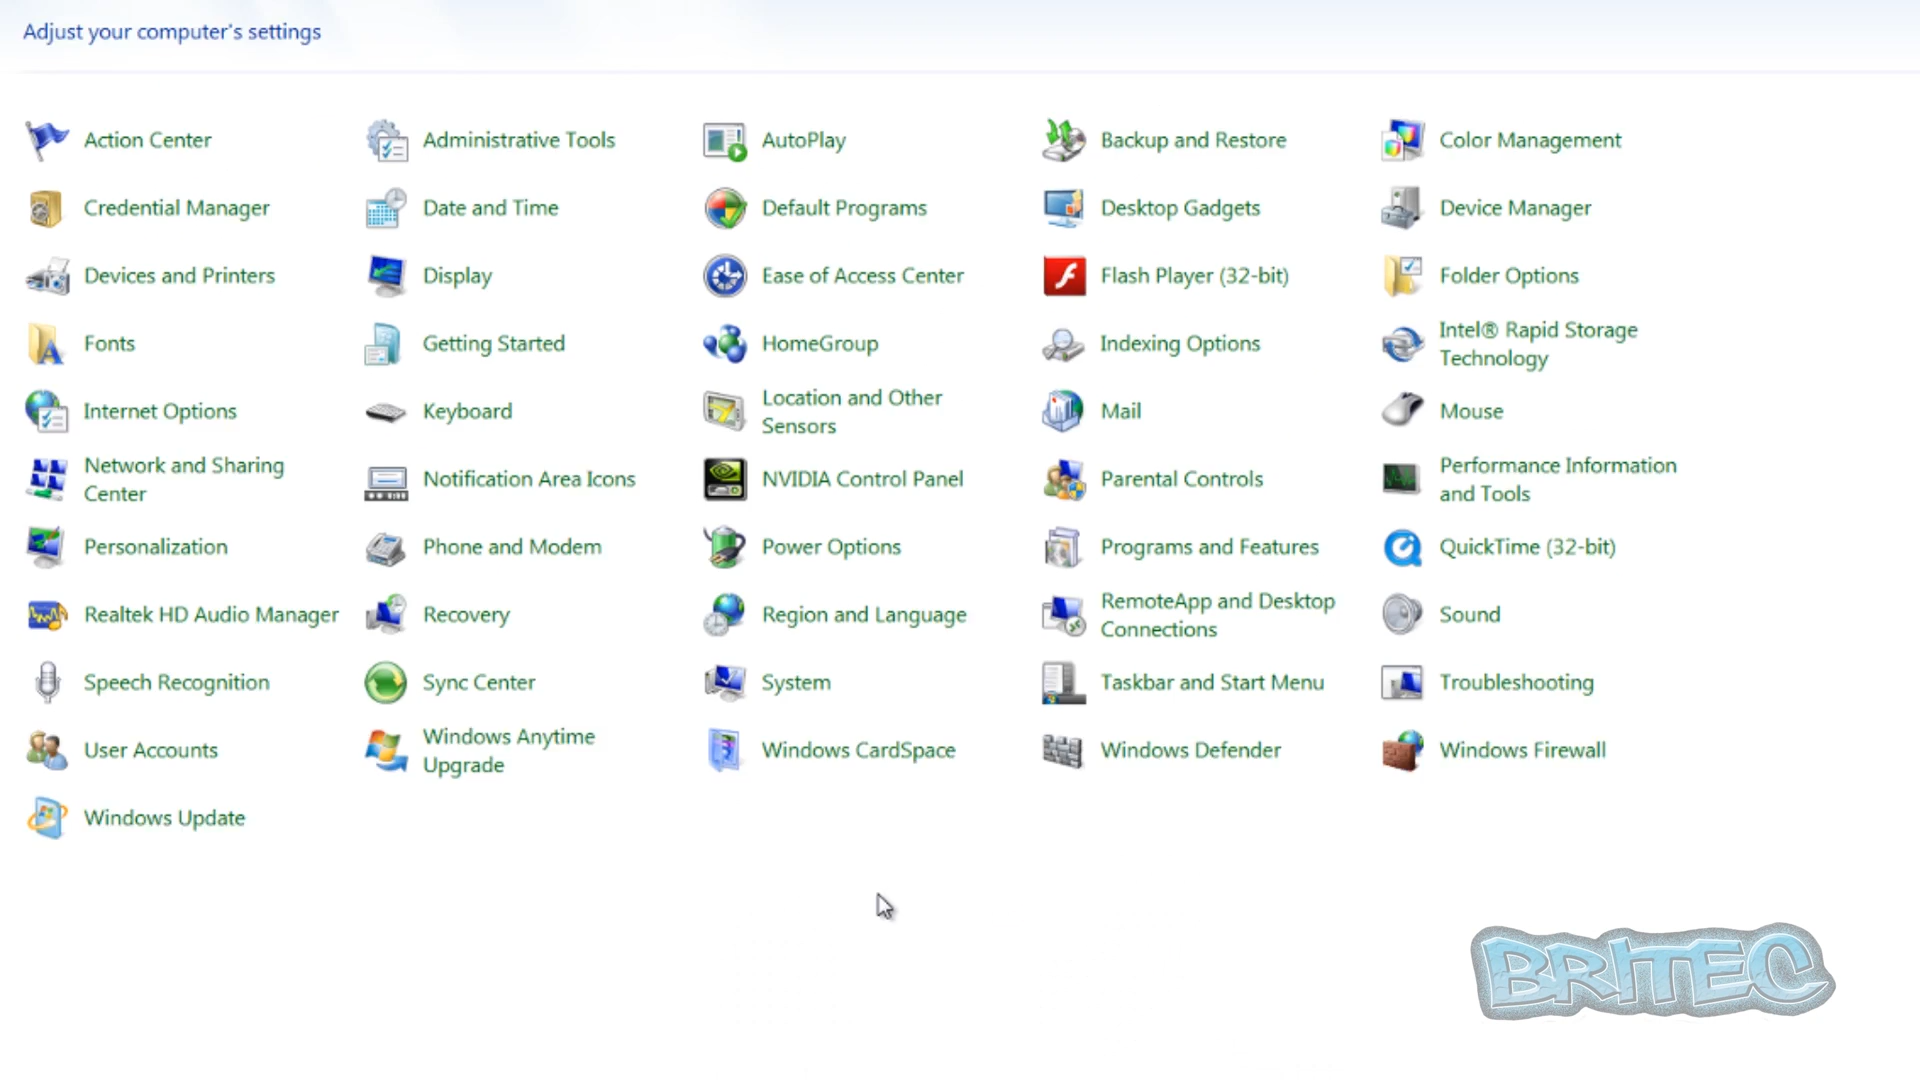 Adjust your computer's settings
Action Center
Administrative Tools
AutoPlay
Backup and Restore
Color Management
Credential Manager
Date and Time
Default Programs
Desktop Gadgets
Device Manager
Devices and Printers
Display
Ease of Access Center
Flash Player (32-bit)
Folder Options
Fonts
Getting Started
HomeGroup
Indexing Options
Intel® Rapid Storage
Technology
Internet Options
Keyboard
Location and Other
Sensors
Mail
Mouse
Network and Sharing
Center
Notification Area Icons
NVIDIA Control Panel
Parental Controls
Performance Information
and Tools
Personalization
Phone and Modem
Power Options
Programs and Features
QuickTime (32-bit)
Realtek HD Audio Manager
Recovery
Region and Language
RemoteApp and Desktop
Connections
Sound
Speech Recognition
Sync Center
System
Taskbar and Start Menu
Troubleshooting
User Accounts
Windows Anytime
Upgrade
Windows CardSpace
Windows Defender
Windows Firewall
Windows Update
BRITEC